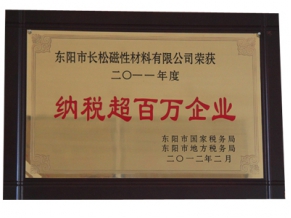 东阳市长松磁性材料有限公司荣获
二〇一一年度
纳税超百万企业
东阳市国家税务局
东阳市地方税务局
二〇一二年二月